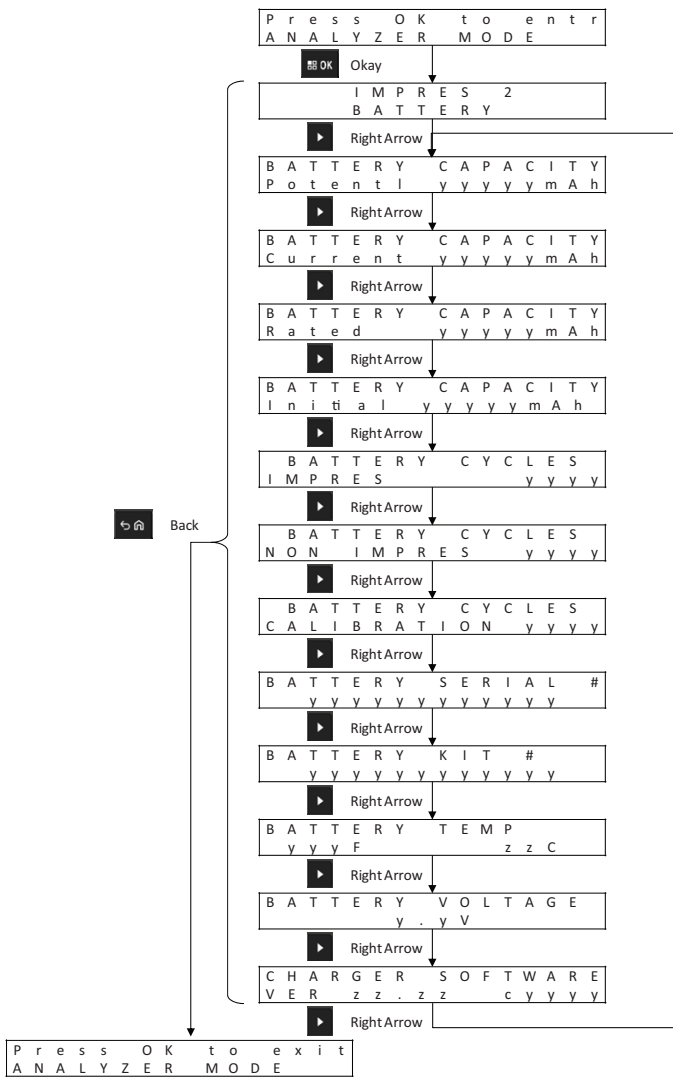 Press OK to entr
ANALYZER MODE
OK Okay
IMPRES 2
BATTERY
Right Arrow
BATTERY CAPACITY
Potentl yyyyymAh
Right Arrow
BATTERY CAPACITY
Current yyyyymAh
Right Arrow
BATTERY CAPACITY
Rated yyyyymAh
Right Arrow
BATTERY CAPACITY
Initial yyyyymAh
Right Arrow
BATTERY CYCLES
IMPRES yyyy
Right Arrow
Back
BATTERY CYCLES
NON IMPRES yyyy
Right Arrow
BATTERY CYCLES
CALIBRATION yyyy
Right Arrow
BATTERY SERIAL #
yyyyyyyyyyyy
Right Arrow
BATTERY KIT #
yyyyyyyyyyyy
Right Arrow
BATTERY TEMP
yyyF zzC
Right Arrow
BATTERY VOLTAGE
y.yV
Right Arrow
CHARGER SOFTWARE
VER zz.zz cyyyy
Right Arrow
Press OK to exit
ANALYZER MODE